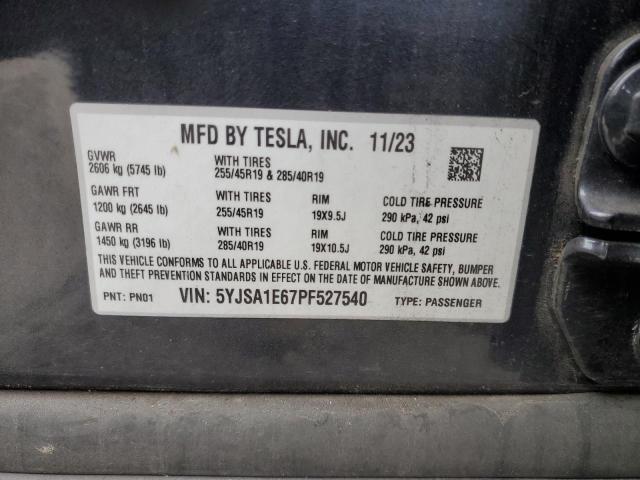 MFD BY TESLA, INC. 11/23
GVWR WITH TIRES
2606 kg (5745 lb) 255/45R19 & 285/40R19
GAWR FRT WITH TIRES RIM COLD TIRE PRESSURE
1200 kg (2645 lb) 255/45R19 19X9.5J 290 kPa, 42 psi
GAWR RR WITH TIRES RIM COLD TIRE PRESSURE
1450 kg (3196 lb) 285/40R19 19X10.5J 290 kPa, 42 psi
THIS VEHICLE CONFORMS TO ALL APPLICABLE U.S. FEDERAL MOTOR VEHICLE SAFETY, BUMPER
AND THEFT PREVENTION STANDARDS IN EFFECT ON THE DATE OF MANUFACTURE SHOWN ABOVE.
PNT: PN01 VIN: 5YJSA1E67PF527540 TYPE: PASSENGER